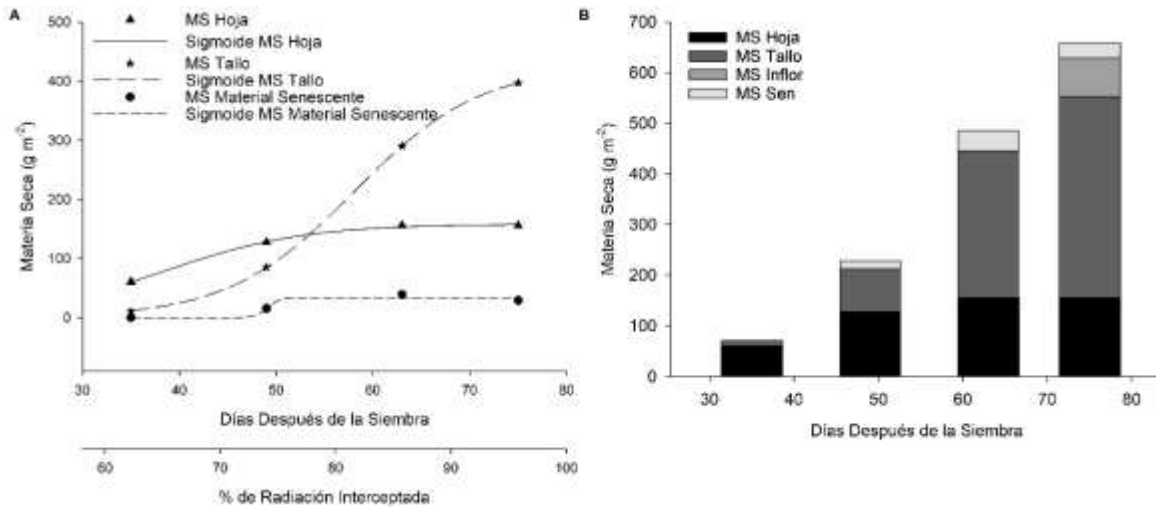 A
500
400
300
200
100
0
Materia Seca (g m⁻²)
MS Hoja
Sigmoide MS Hoja
MS Tallo
Sigmoide MS Tallo
MS Material Senescente
Sigmoide MS Material Senescente
30 40 50 60 70 80
Días Después de la Siembra
60 70 80 90 100
% de Radiación Interceptada
B
700
600
500
400
300
200
100
0
Materia Seca (g m⁻²)
MS Hoja
MS Tallo
MS Inflor
MS Sen
30 40 50 60 70 80
Días Después de la Siembra